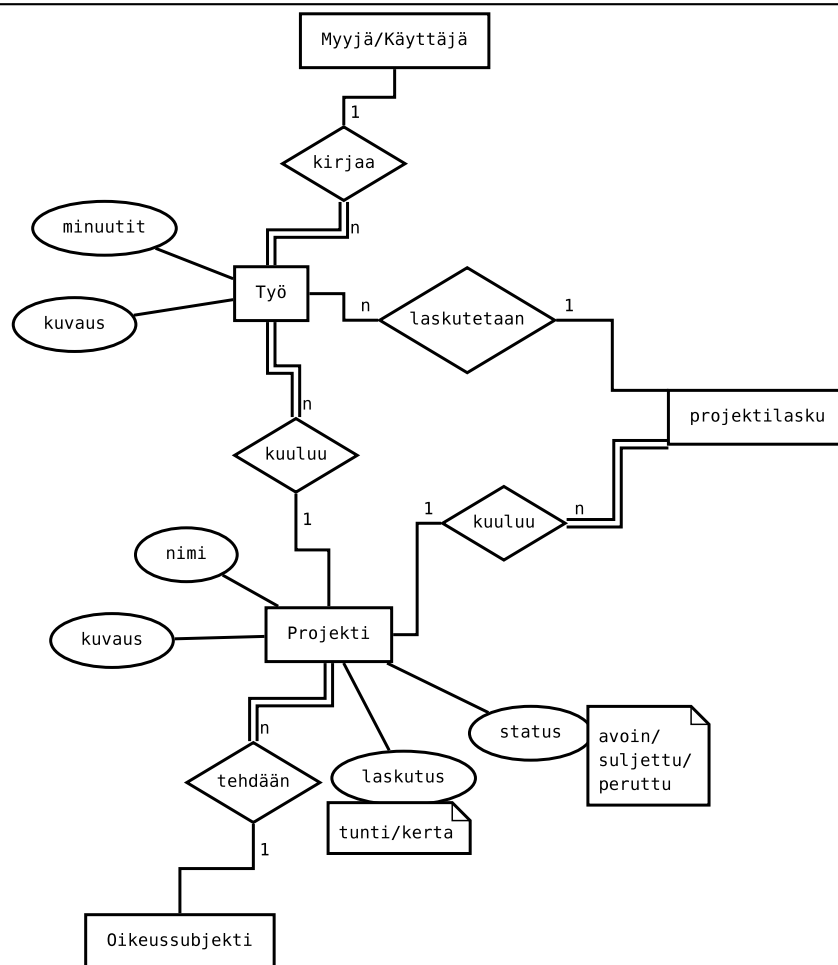 Myyjä/Käyttäjä
1
kirjaa
n
minuutit
Työ
kuvaus
n
laskutetaan
1
projektilasku
n
kuuluu
1
1
kuuluu
n
nimi
Projekti
kuvaus
status
avoin/
suljettu/
peruttu
n
tehdään
laskutus
tunti/kerta
1
Oikeussubjekti